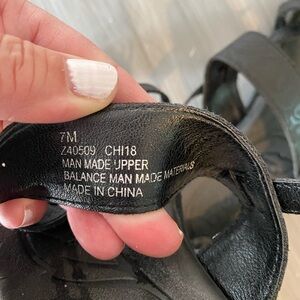 7M
Z40509 CHI18
MAN MADE UPPER
BALANCE MAN MADE MATERIALS
MADE IN CHINA